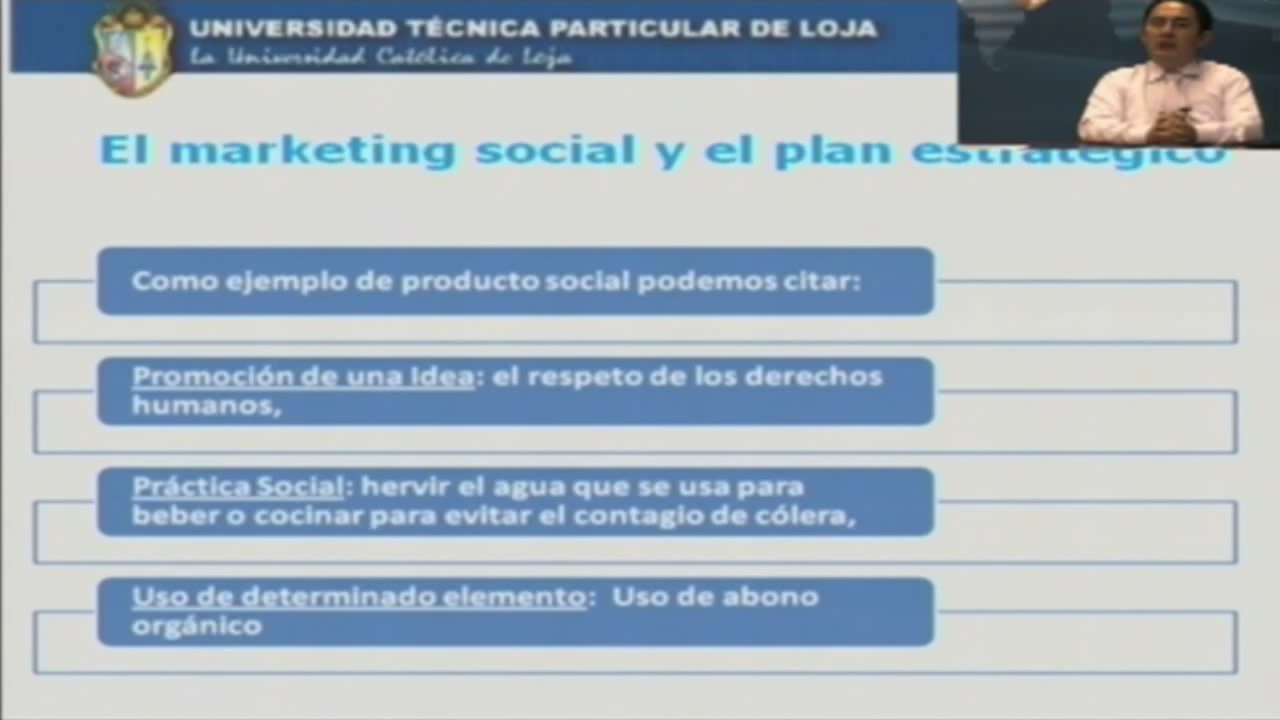 UNIVERSIDAD TÉCNICA PARTICULAR DE LOJA
La Universidad Católica de Loja
El marketing social y el plan estratégico
Como ejemplo de producto social podemos citar:
Promoción de una Idea: el respeto de los derechos
humanos,
Práctica Social: hervir el agua que se usa para
beber o cocinar para evitar el contagio de cólera,
Uso de determinado elemento: Uso de abono
orgánico